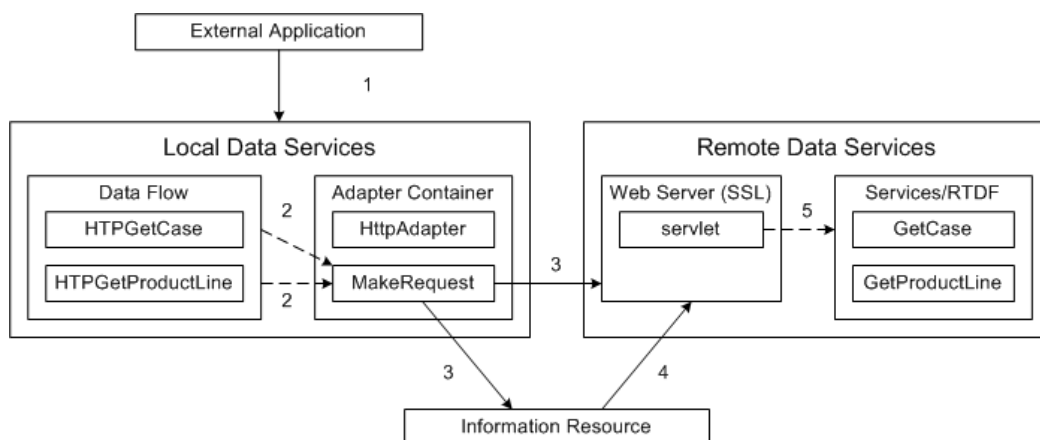 External Application
1
Local Data Services
Remote Data Services
Data Flow
Adapter Container
Web Server (SSL)
Services/RTDF
HTPGetCase
2
HttpAdapter
servlet
5
GetCase
HTPGetProductLine
2
MakeRequest
3
GetProductLine
3
4
Information Resource